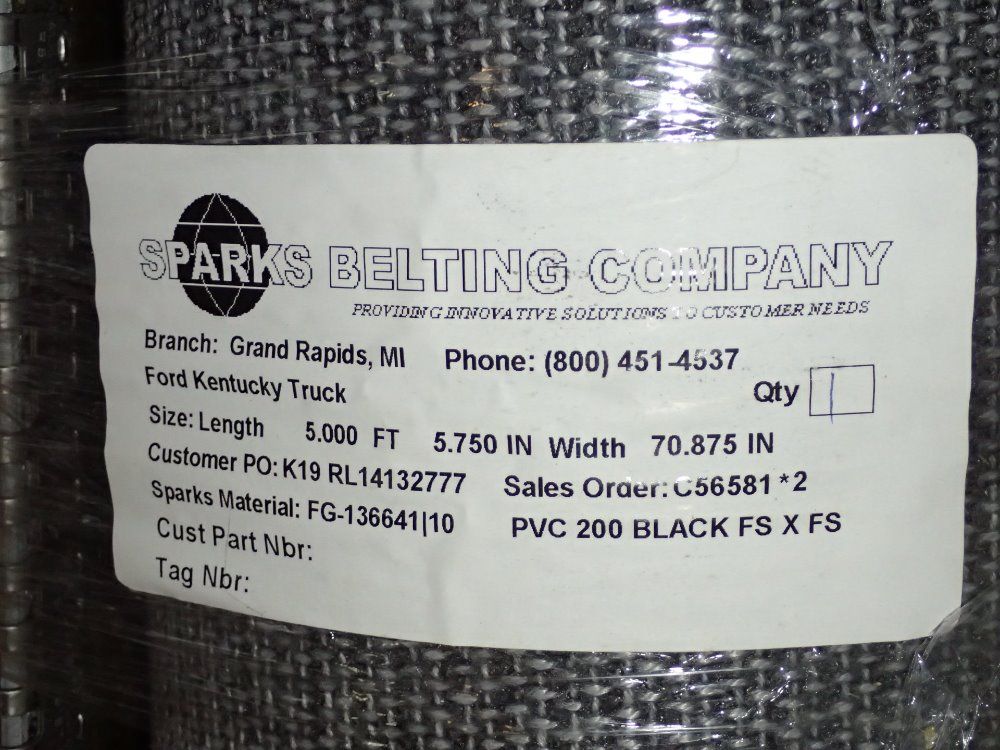 SPARKS BELTING COMPANY
PROVIDING INNOVATIVE SOLUTIONS TO CUSTOMER NEEDS
Branch: Grand Rapids, MI Phone: (800) 451-4537
Ford Kentucky Truck Qty 1
Size: Length 5.000 FT 5.750 IN Width 70.875 IN
Customer PO: K19 RL14132777 Sales Order: C56581 *2
Sparks Material: FG-136641|10 PVC 200 BLACK FS X FS
Cust Part Nbr:
Tag Nbr: